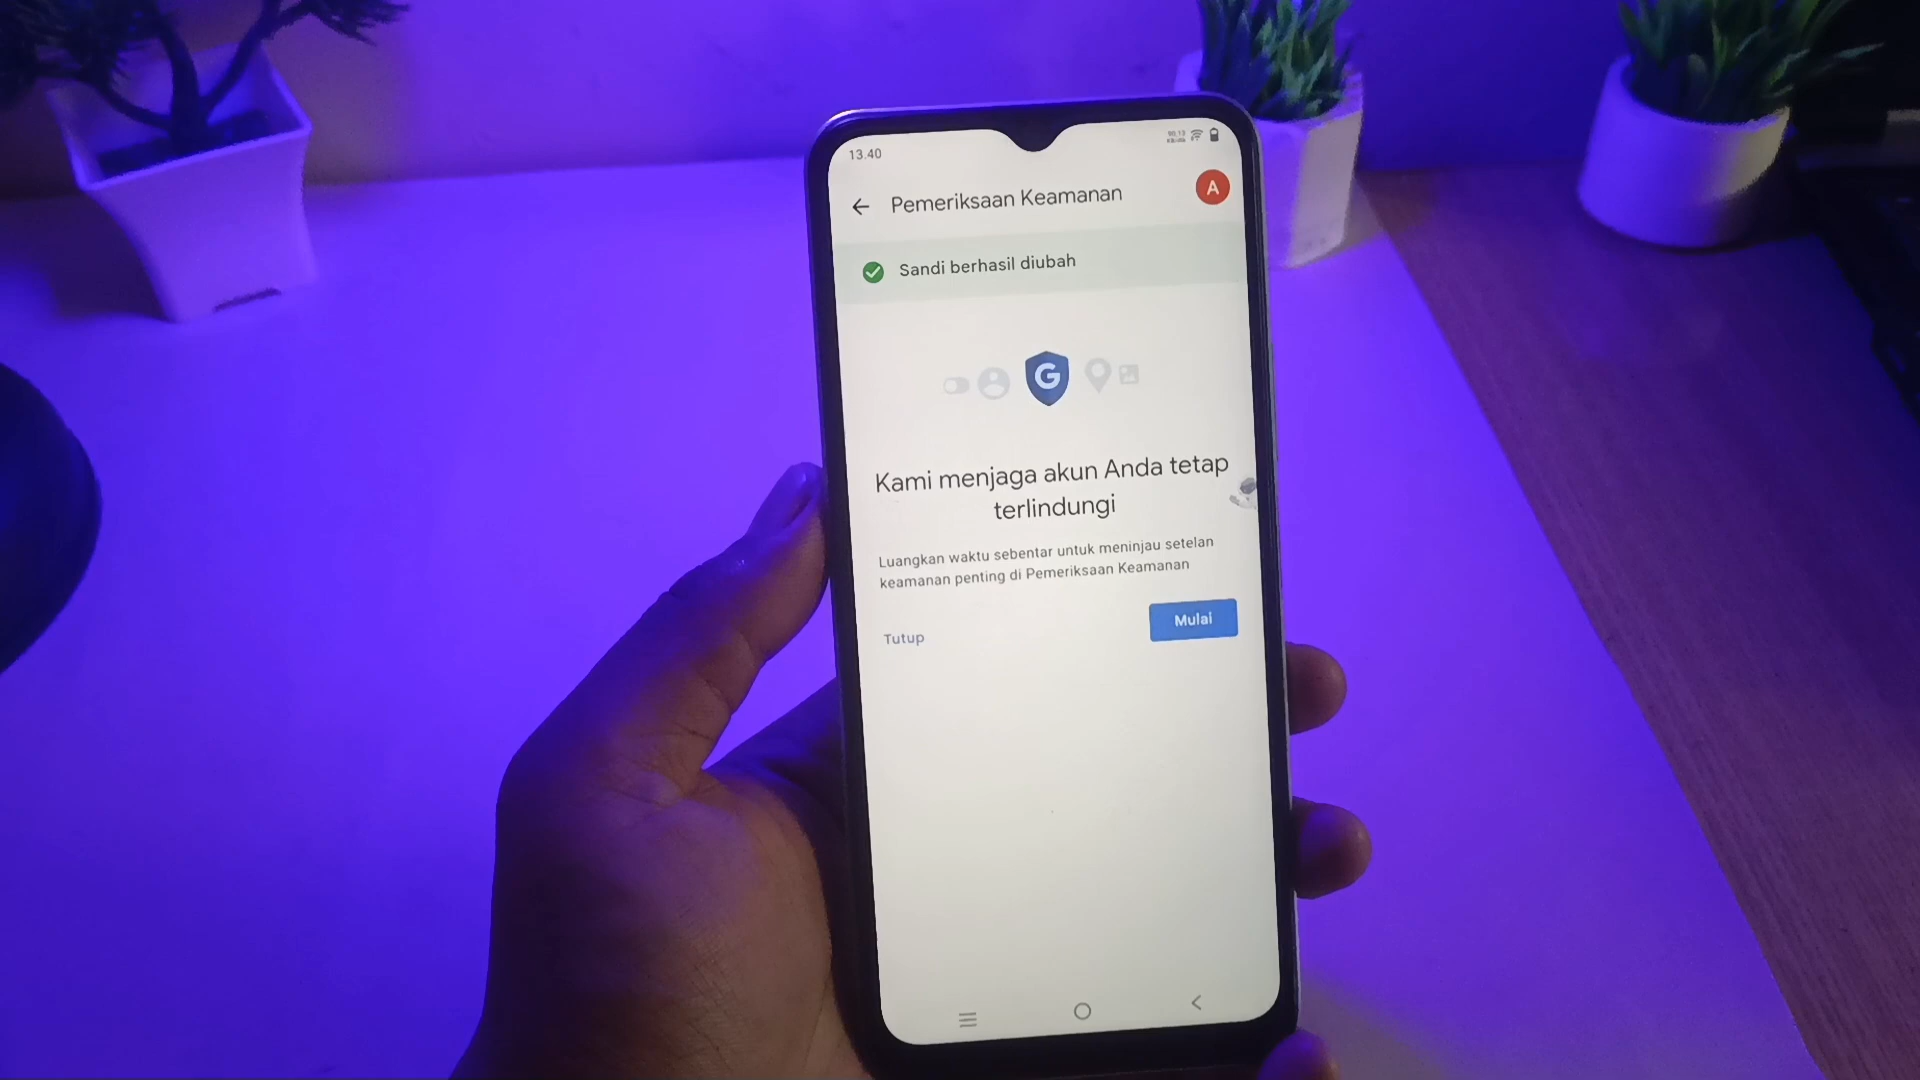 13.40
Pemeriksaan Keamanan
A
Sandi berhasil diubah
G
Kami menjaga akun Anda tetap
terlindungi
Luangkan waktu sebentar untuk meninjau setelan
keamanan penting di Pemeriksaan Keamanan
Tutup
Mulai